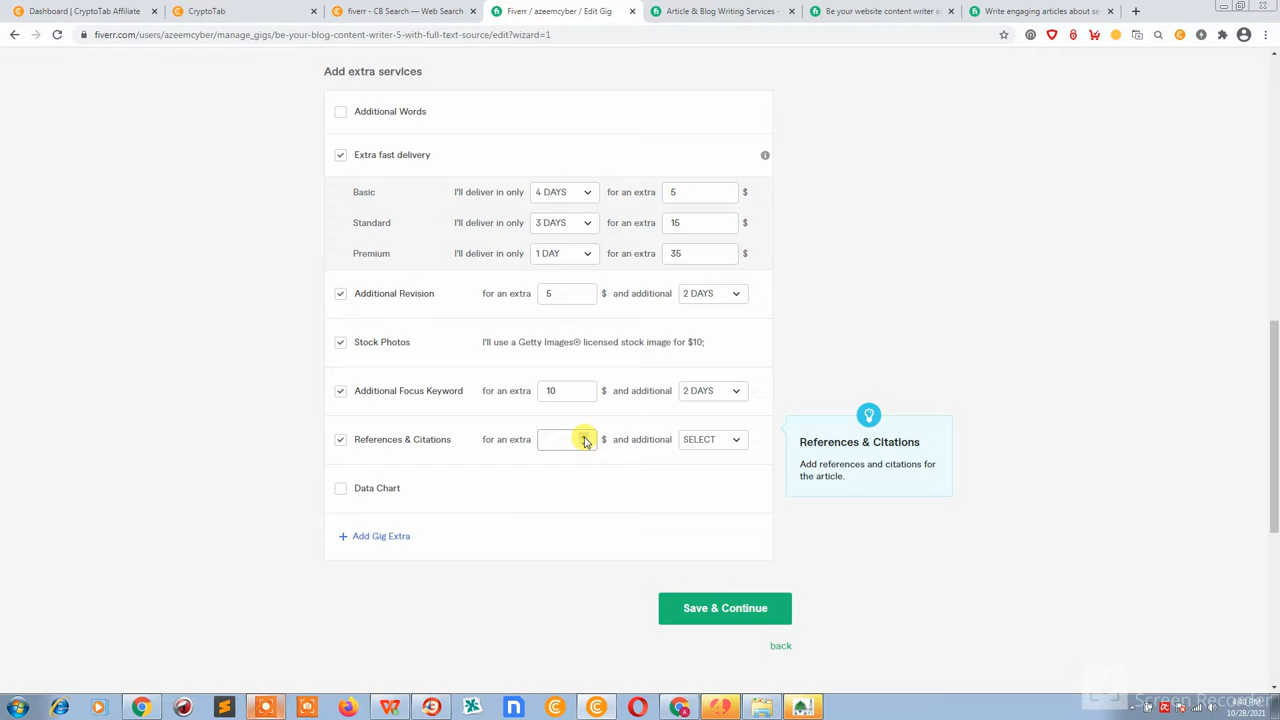 Dashboard | CryptoTab Affiliate
CryptoTab
fiverr - CB Search — Web Search
Fiverr / azeemcyber / Edit Gig
Article & Blog Writing Services -
Be your website content writer a
Write engaging articles about se
fiverr.com/users/azeemcyber/manage_gigs/be-your-blog-content-writer-5-with-full-text-source/edit?wizard=1
Add extra services
Additional Words
Extra fast delivery
Basic I'll deliver in only 4 DAYS for an extra 5 $
Standard I'll deliver in only 3 DAYS for an extra 15 $
Premium I'll deliver in only 1 DAY for an extra 35 $
Additional Revision for an extra 5 $ and additional 2 DAYS
Stock Photos I'll use a Getty Images® licensed stock image for $10;
Additional Focus Keyword for an extra 10 $ and additional 2 DAYS
References & Citations for an extra $ and additional SELECT
References & Citations
Add references and citations for
the article.
Data Chart
+ Add Gig Extra
Save & Continue
back
Screen Recorder
4:40 PM
10/28/2021